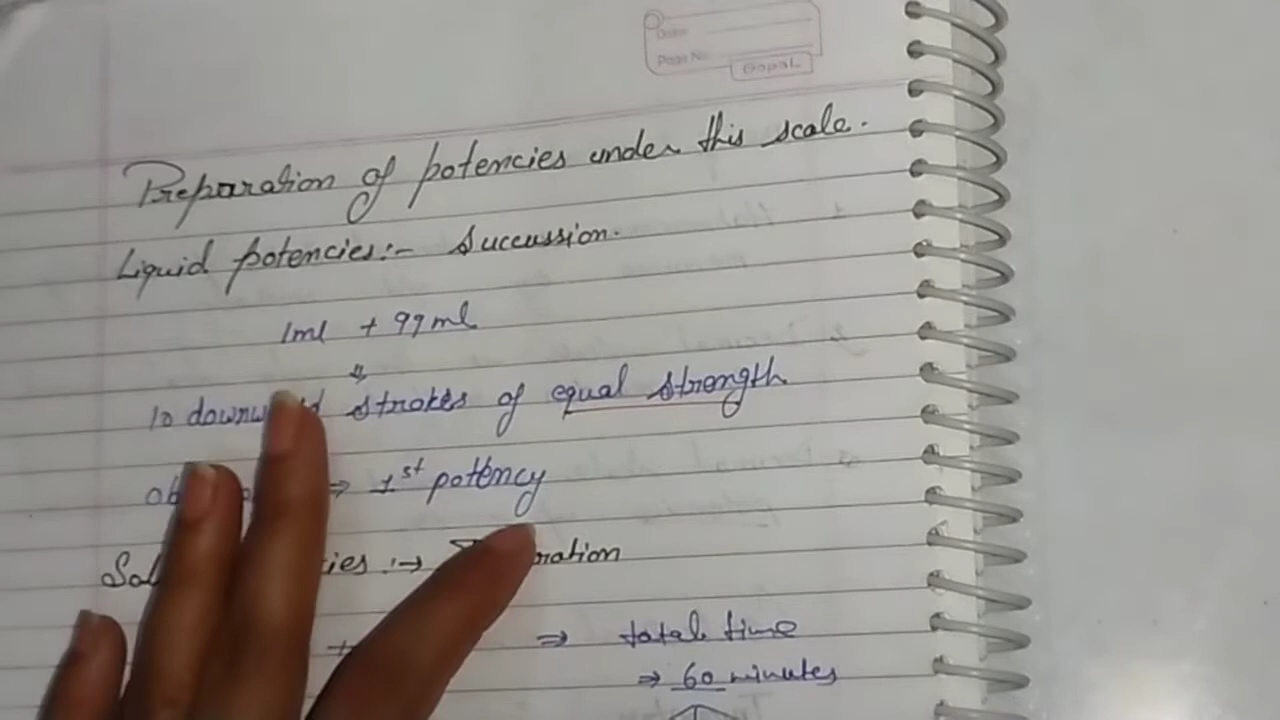 Date
Page No.
Gopal
Preparation of potencies under this scale.
Liquid potencies:- Succussion.
1ml + 99ml
⇓
10 strokes of equal strength
→ 1st potency
:→
+ ⇒ total time
⇒ 60 minutes